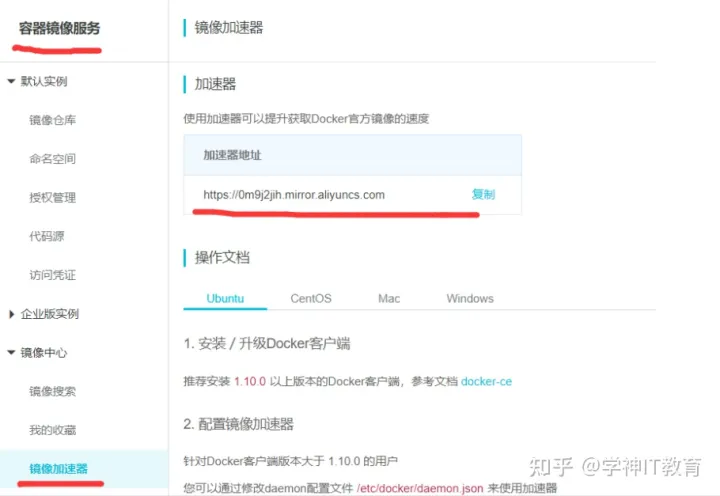 容器镜像服务
默认实例
镜像仓库
命名空间
授权管理
代码源
访问凭证
企业版实例
镜像中心
镜像搜索
我的收藏
镜像加速器
镜像加速器
加速器
使用加速器可以提升获取Docker官方镜像的速度
加速器地址
https://0m9j2jih.mirror.aliyuncs.com 复制
操作文档
Ubuntu CentOS Mac Windows
1. 安装 / 升级Docker客户端
推荐安装 1.10.0 以上版本的Docker客户端，参考文档 docker-ce
2. 配置镜像加速器
针对Docker客户端版本大于 1.10.0 的用户
您可以通过修改daemon配置文件 /etc/docker/daemon.json 来使用加速器
知乎 @学神IT教育